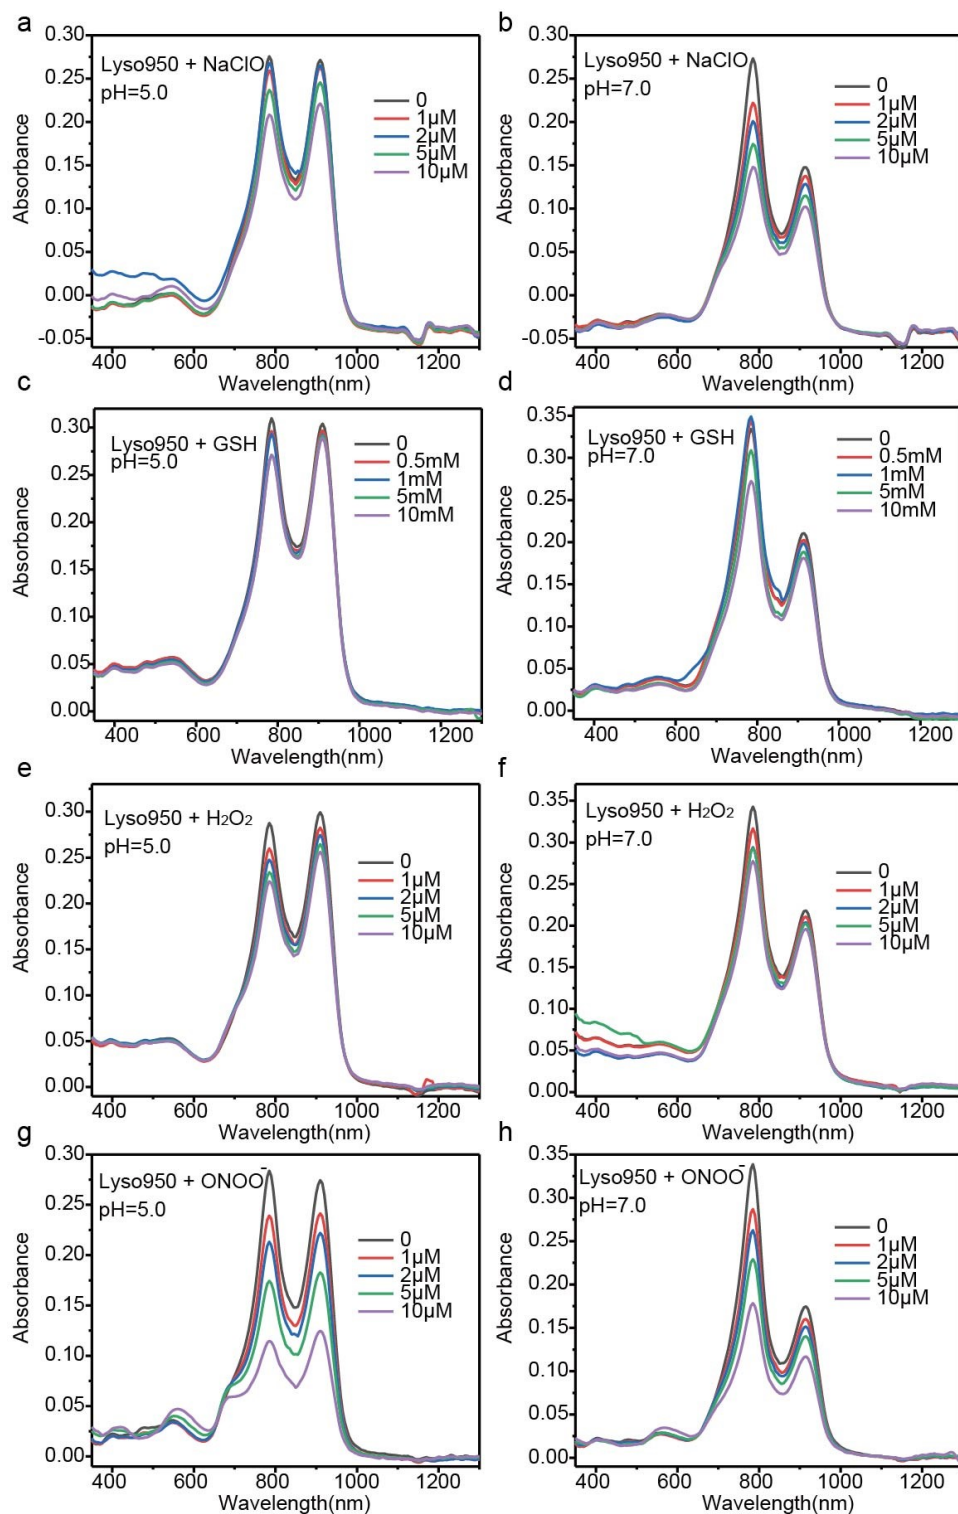 a
0.30
0.25
0.20
0.15
0.10
0.05
0.00
-0.05
Absorbance
Lyso950 + NaClO
pH=5.0
0
1μM
2μM
5μM
10μM
400 600 800 1000 1200
Wavelength(nm)
b
0.30
0.25
0.20
0.15
0.10
0.05
0.00
-0.05
Absorbance
Lyso950 + NaClO
pH=7.0
0
1μM
2μM
5μM
10μM
400 600 800 1000 1200
Wavelength(nm)
c
0.30
0.25
0.20
0.15
0.10
0.05
0.00
Absorbance
Lyso950 + GSH
pH=5.0
0
0.5mM
1mM
5mM
10mM
400 600 800 1000 1200
Wavelength(nm)
d
0.35
0.30
0.25
0.20
0.15
0.10
0.05
0.00
Absorbance
Lyso950 + GSH
pH=7.0
0
0.5mM
1mM
5mM
10mM
400 600 800 1000 1200
Wavelength(nm)
e
0.30
0.25
0.20
0.15
0.10
0.05
0.00
Absorbance
Lyso950 + H₂O₂
pH=5.0
0
1μM
2μM
5μM
10μM
400 600 800 1000 1200
Wavelength(nm)
f
0.35
0.30
0.25
0.20
0.15
0.10
0.05
0.00
Absorbance
Lyso950 + H₂O₂
pH=7.0
0
1μM
2μM
5μM
10μM
400 600 800 1000 1200
Wavelength(nm)
g
0.30
0.25
0.20
0.15
0.10
0.05
0.00
Absorbance
Lyso950 + ONOO⁻
pH=5.0
0
1μM
2μM
5μM
10μM
400 600 800 1000 1200
Wavelength(nm)
h
0.35
0.30
0.25
0.20
0.15
0.10
0.05
0.00
Absorbance
Lyso950 + ONOO⁻
pH=7.0
0
1μM
2μM
5μM
10μM
400 600 800 1000 1200
Wavelength(nm)